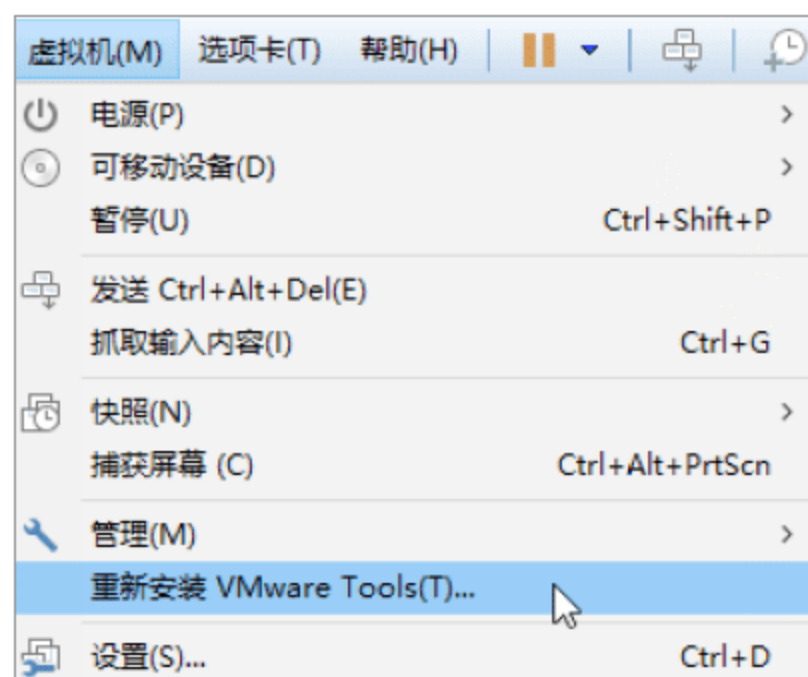 虚拟机(M) 选项卡(T) 帮助(H)
电源(P)
可移动设备(D)
暂停(U) Ctrl+Shift+P
发送 Ctrl+Alt+Del(E)
抓取输入内容(I) Ctrl+G
快照(N)
捕获屏幕 (C) Ctrl+Alt+PrtScn
管理(M)
重新安装 VMware Tools(T)...
设置(S)... Ctrl+D